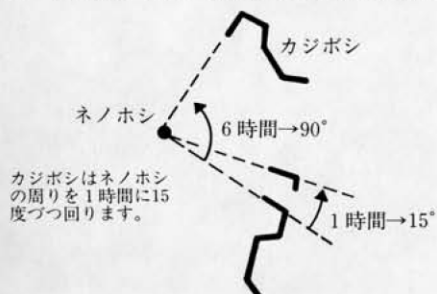 カジボシ
ネノホシ
6時間→90°
カジボシはネノホシ
の周りを1時間に15
度づつ回ります。
1時間→15°